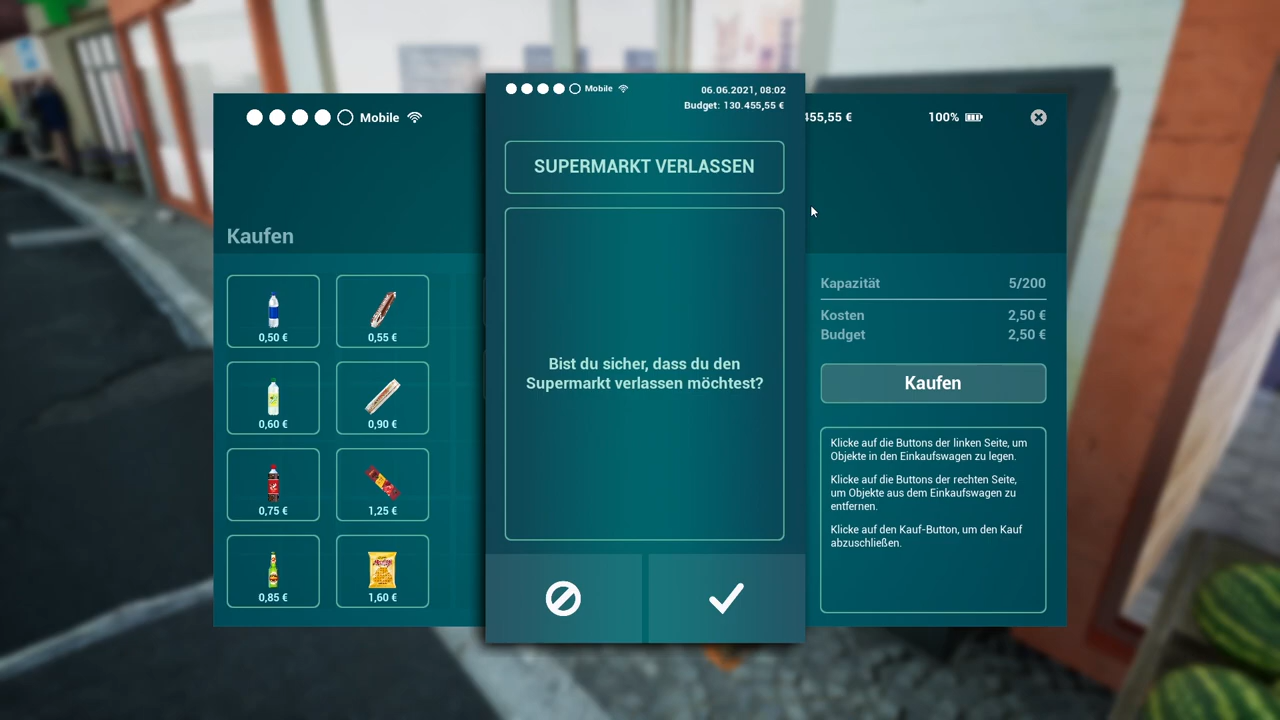 Mobile
06.06.2021, 08:02
Budget: 130.455,55 €
Mobile
455,55 €
100%
SUPERMARKT VERLASSEN
Kaufen
0,50 €
0,55 €
0,60 €
0,90 €
0,75 €
1,25 €
0,85 €
1,60 €
Bist du sicher, dass du den
Supermarkt verlassen möchtest?
Kapazität 5/200
Kosten 2,50 €
Budget 2,50 €
Kaufen
Klicke auf die Buttons der linken Seite, um
Objekte in den Einkaufswagen zu legen.
Klicke auf die Buttons der rechten Seite,
um Objekte aus dem Einkaufswagen zu
entfernen.
Klicke auf den Kauf-Button, um den Kauf
abzuschließen.